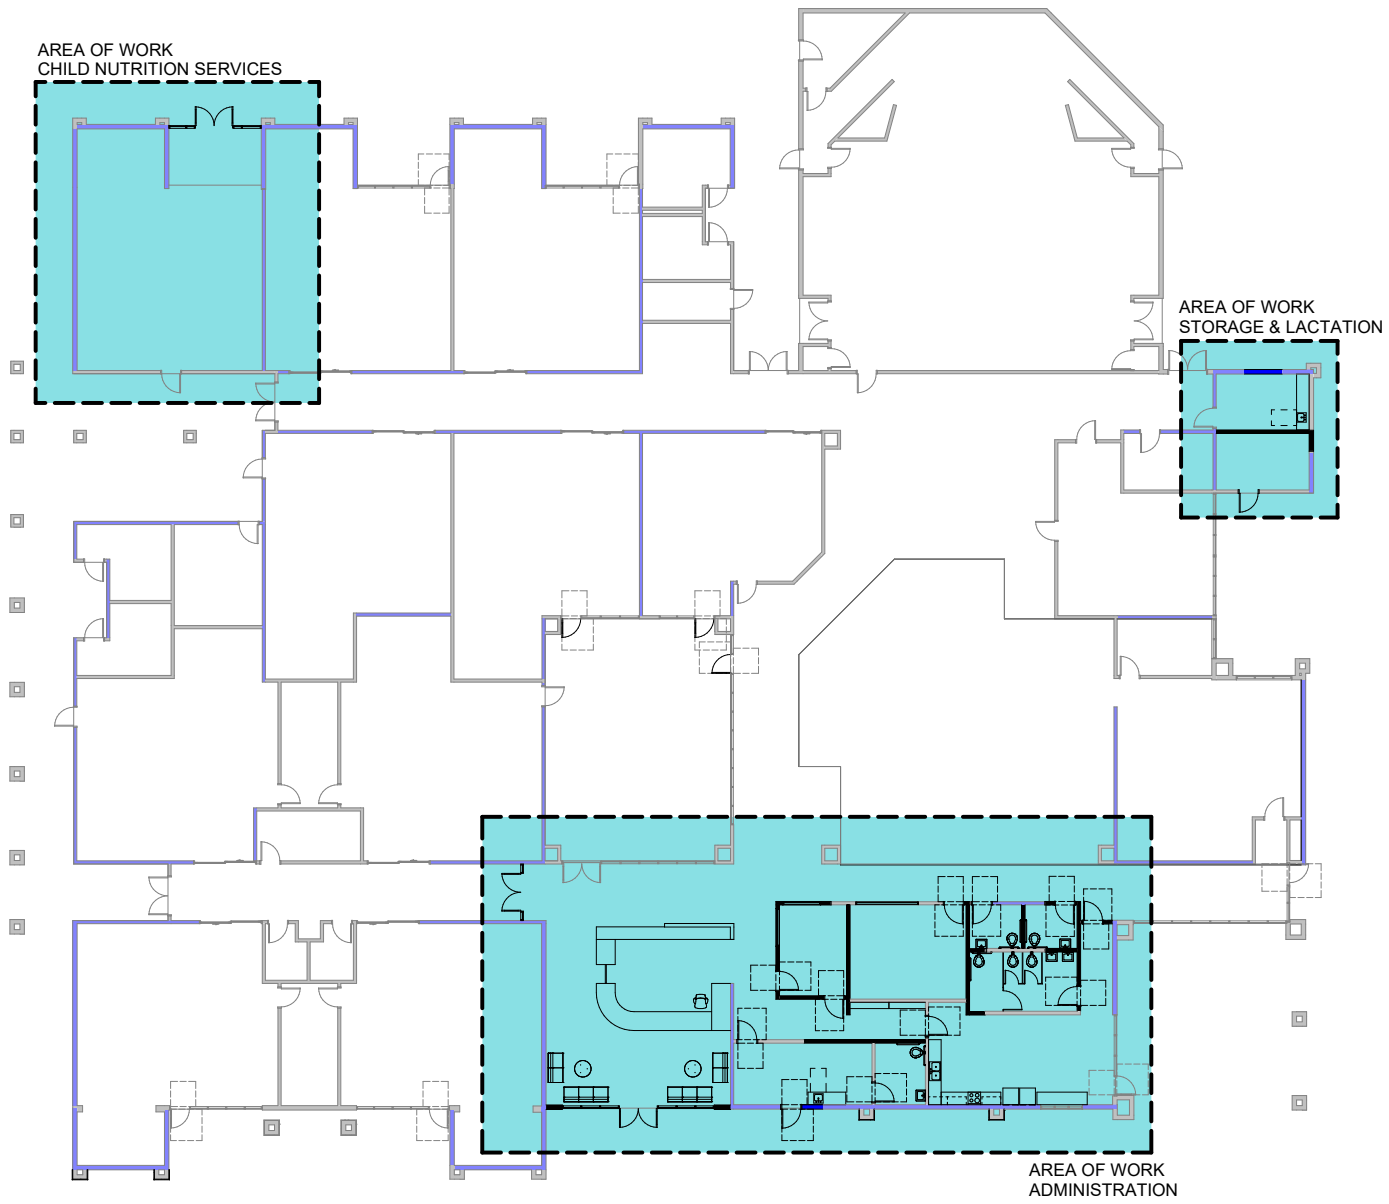 AREA OF WORK
CHILD NUTRITION SERVICES
AREA OF WORK
STORAGE & LACTATION
AREA OF WORK
ADMINISTRATION